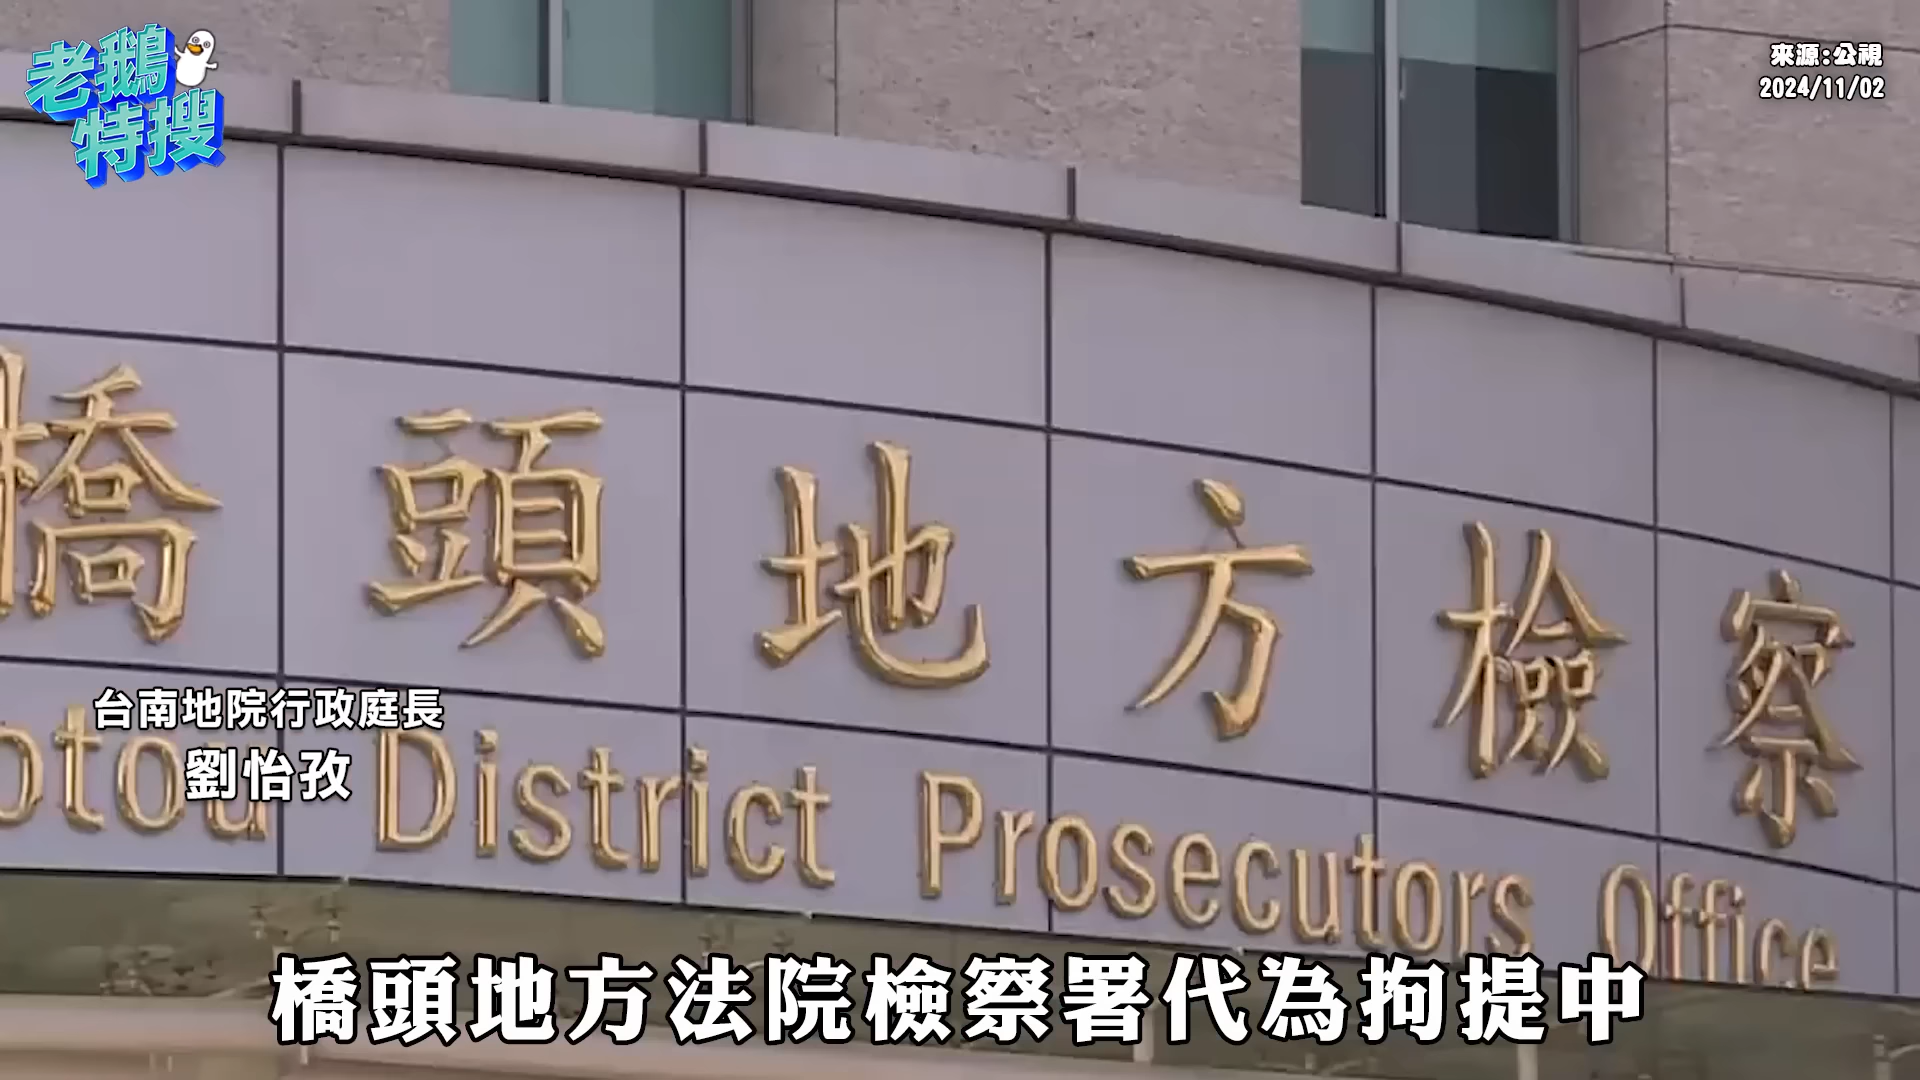 老鵝
特搜
來源:公視
2024/11/02
橋頭地方檢察
台南地院行政庭長
劉怡孜
otou District Prosecutors Office
橋頭地方法院檢察署代為拘提中